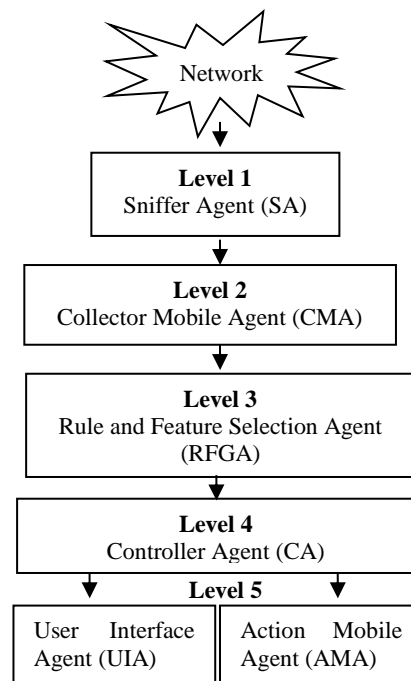 Network
Level 1
Sniffer Agent (SA)
Level 2
Collector Mobile Agent (CMA)
Level 3
Rule and Feature Selection Agent
(RFGA)
Level 4
Controller Agent (CA)
Level 5
User Interface
Agent (UIA)
Action Mobile
Agent (AMA)